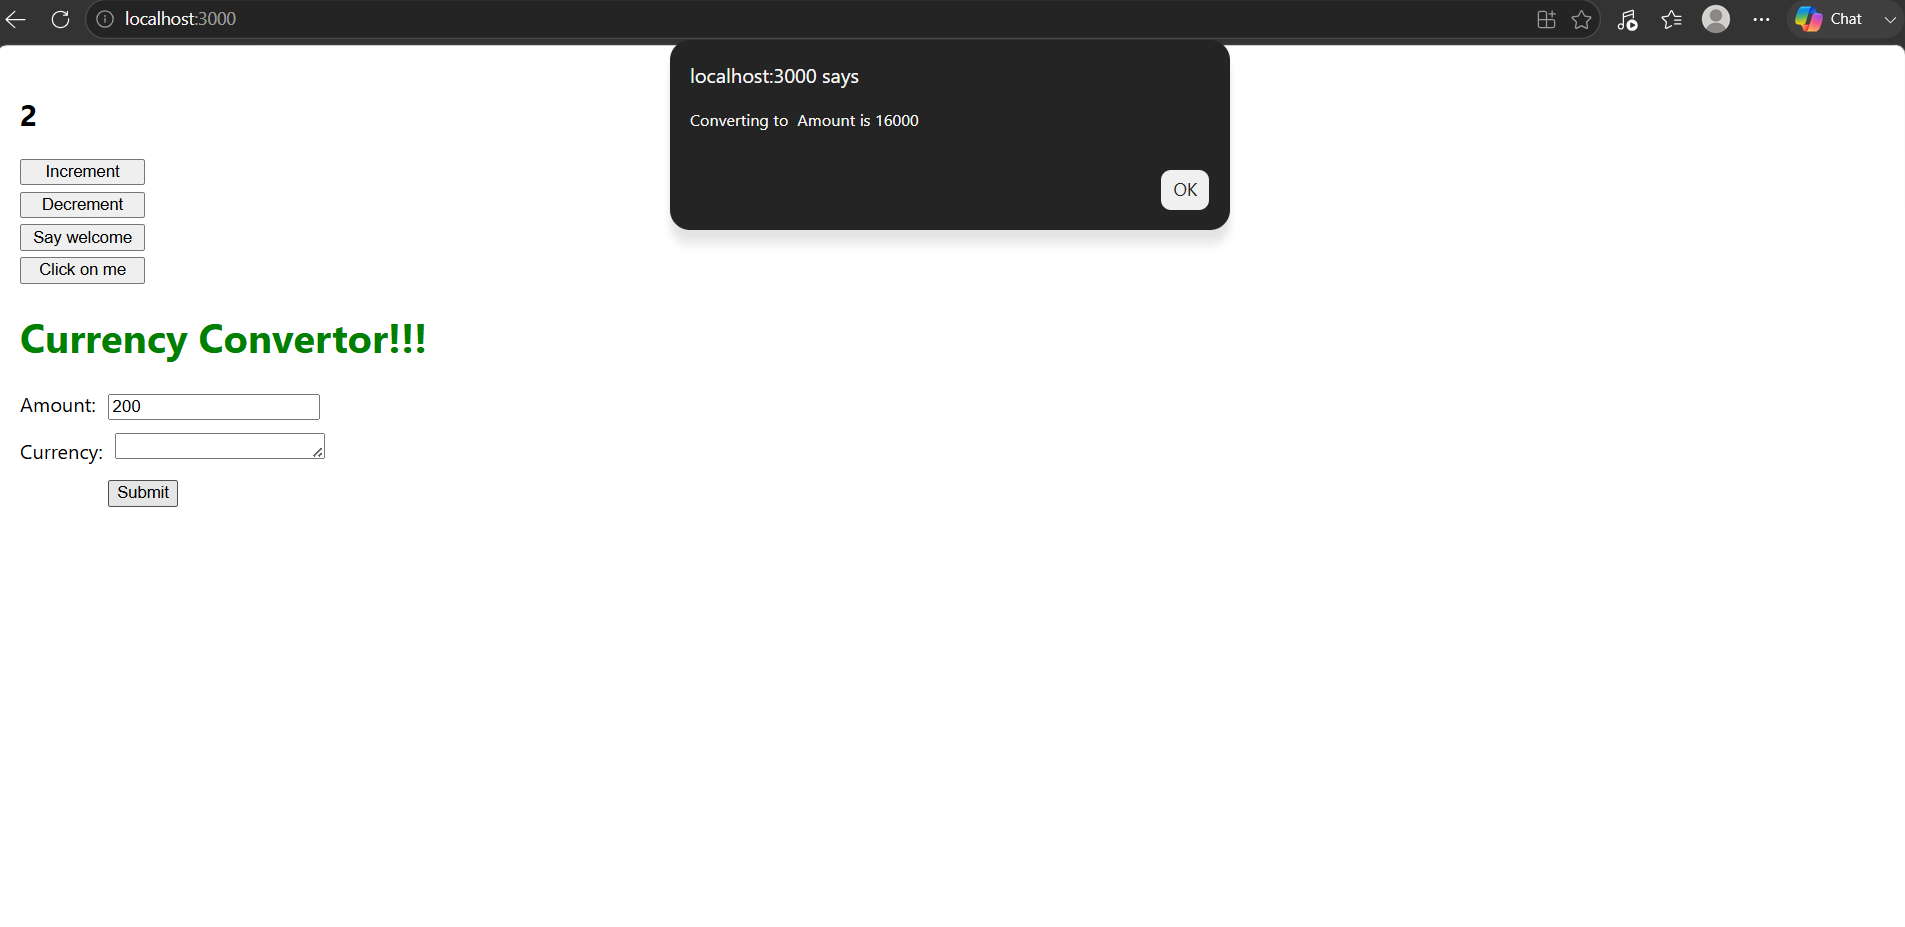 localhost:3000
Chat
localhost:3000 says
Converting to  Amount is 16000
OK
2
Increment
Decrement
Say welcome
Click on me
Currency Convertor!!!
Amount: 200
Currency:
Submit